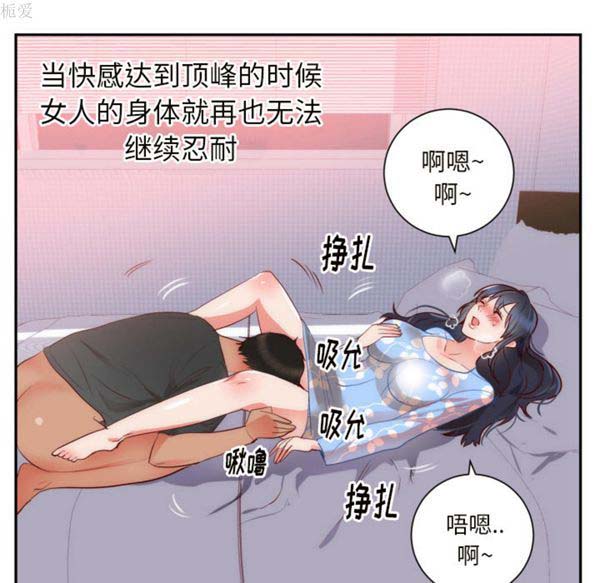 栀爱
当快感达到顶峰的时候
女人的身体就再也无法
继续忍耐
啊嗯~
啊~
挣扎
吸允
吸允
啾噜
挣扎
唔嗯..
啊~